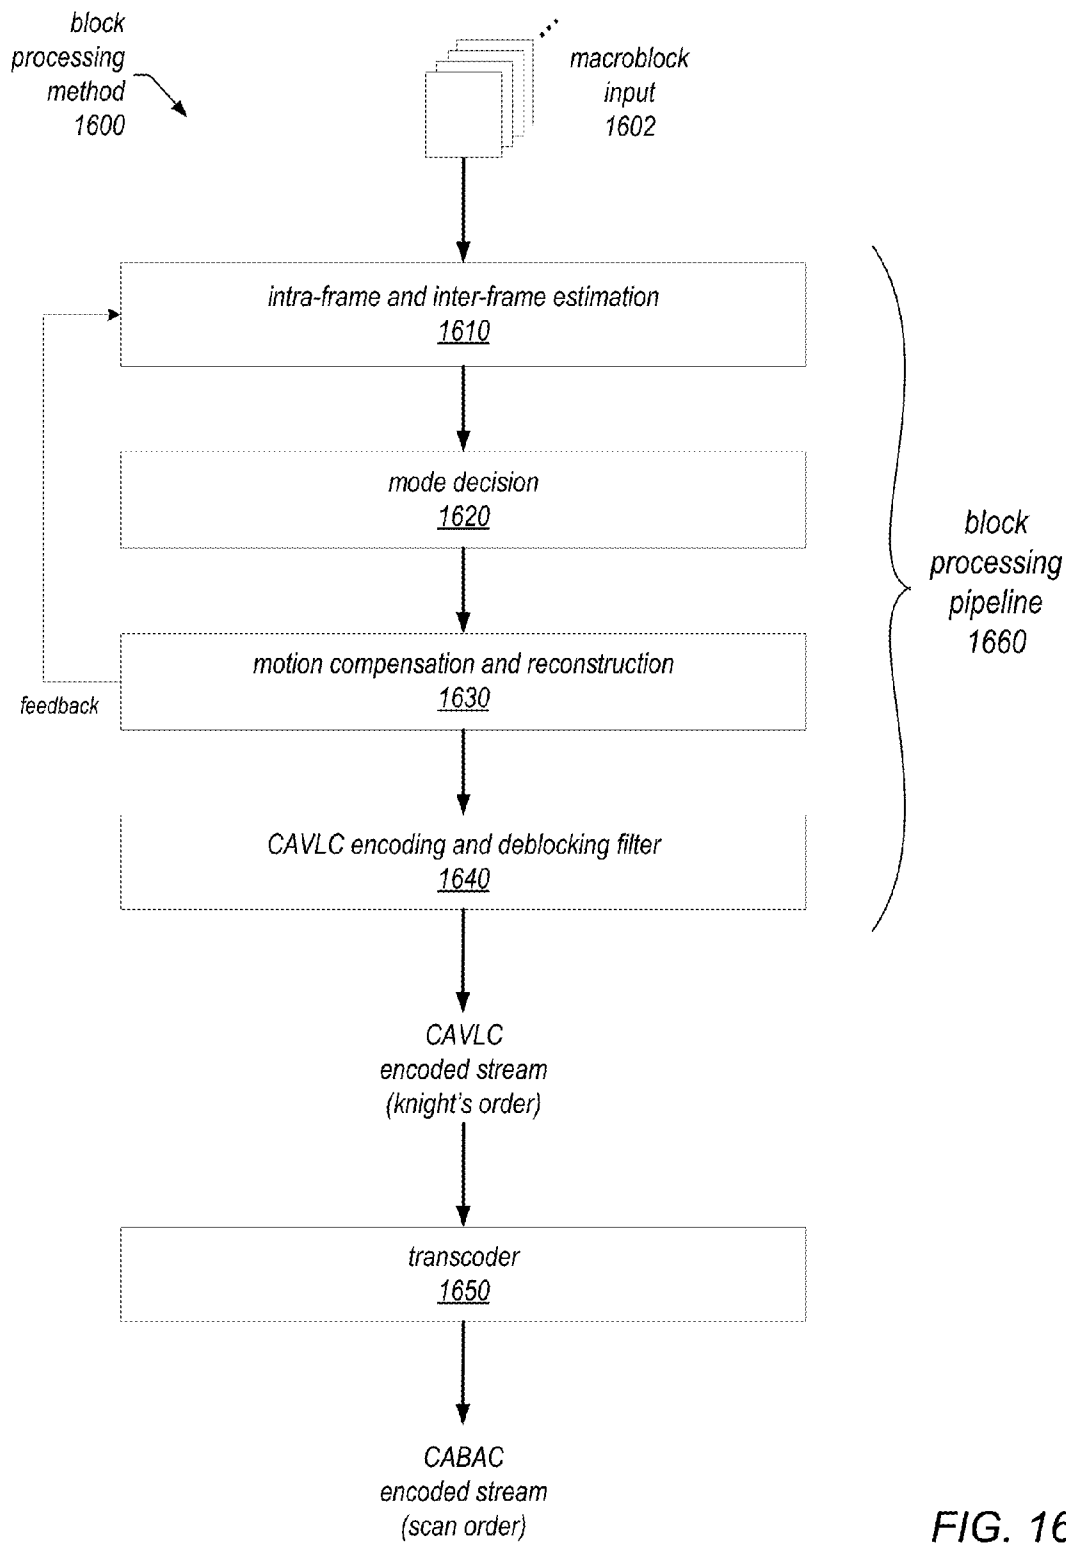 block
processing
method
1600
macroblock
input
1602
intra-frame and inter-frame estimation
1610
mode decision
1620
motion compensation and reconstruction
1630
feedback
CAVLC encoding and deblocking filter
1640
block
processing
pipeline
1660
CAVLC
encoded stream
(knight's order)
transcoder
1650
CABAC
encoded stream
(scan order)
FIG. 16